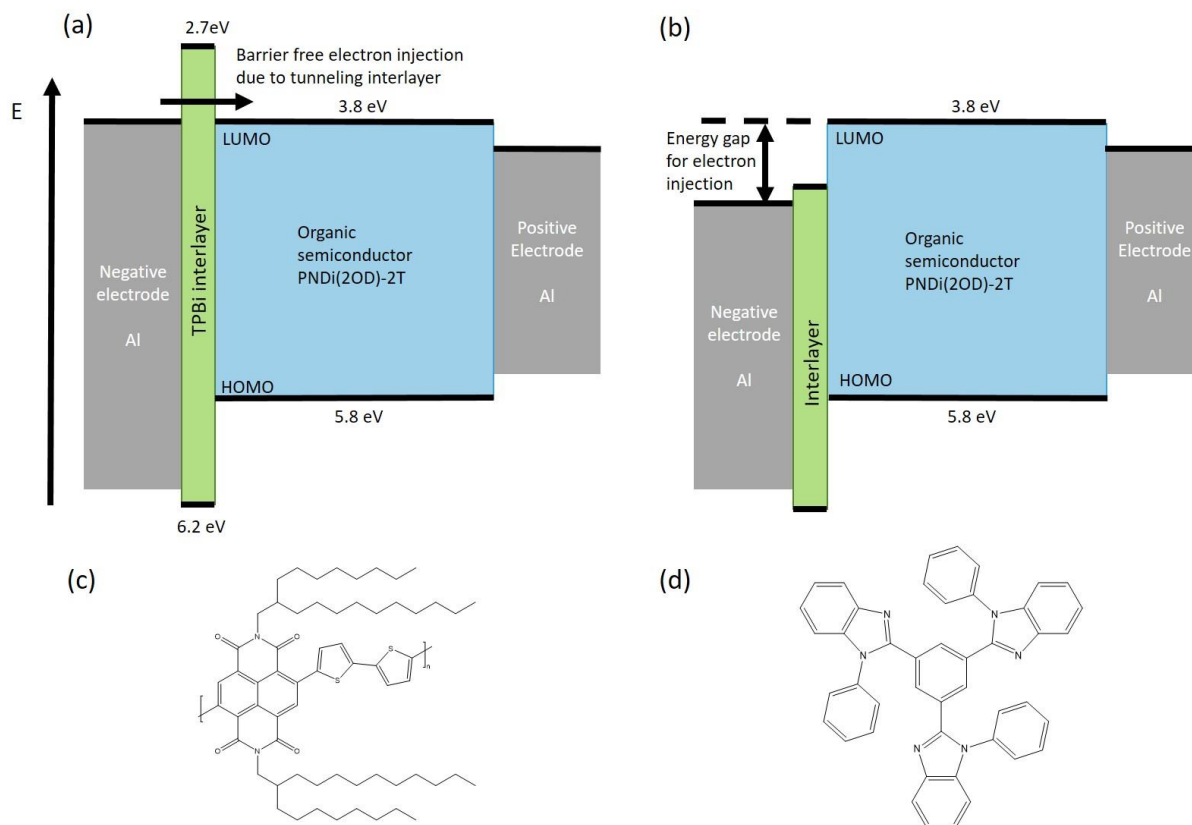 (a)
2.7eV
Barrier free electron injection
due to tunneling interlayer
E
3.8 eV
LUMO
TPBi interlayer
Organic
semiconductor
PNDi(2OD)-2T
Negative
electrode
Al
Positive
Electrode
Al
HOMO
5.8 eV
6.2 eV
(b)
3.8 eV
Energy gap
for electron
injection
LUMO
Organic
semiconductor
PNDi(2OD)-2T
Negative
electrode
Al
Interlayer
Positive
Electrode
Al
HOMO
5.8 eV
(c)
O
N
O
S
S
n
O
N
O
(d)
N
N
N
N
N
N